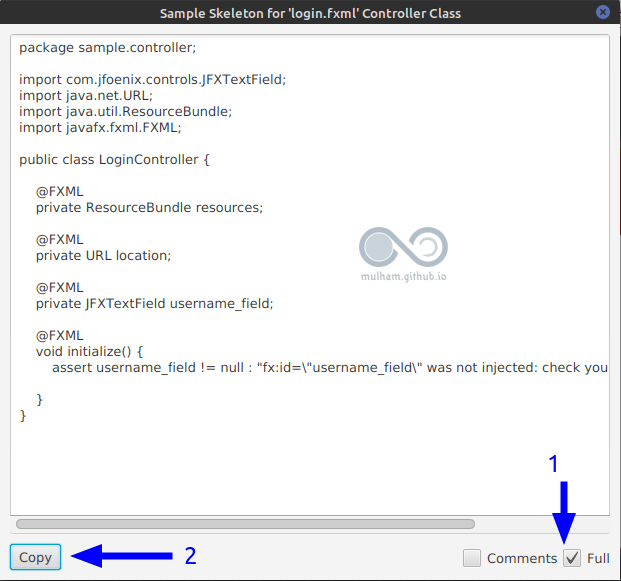 Sample Skeleton for 'login.fxml' Controller Class
package sample.controller;
import com.jfoenix.controls.JFXTextField;
import java.net.URL;
import java.util.ResourceBundle;
import javafx.fxml.FXML;
public class LoginController {
@FXML
private ResourceBundle resources;
@FXML
private URL location;
mulham.github.io
@FXML
private JFXTextField username_field;
@FXML
void initialize() {
assert username_field != null : "fx:id=\"username_field\" was not injected: check you
}
}
1
Copy
2
Comments
Full